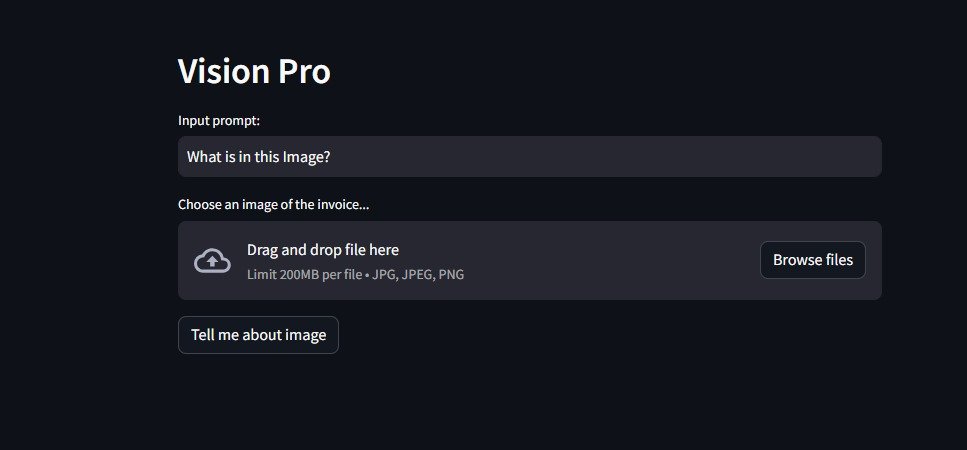 Vision Pro
Input prompt:
What is in this Image?
Choose an image of the invoice...
Drag and drop file here
Limit 200MB per file • JPG, JPEG, PNG
Browse files
Tell me about image